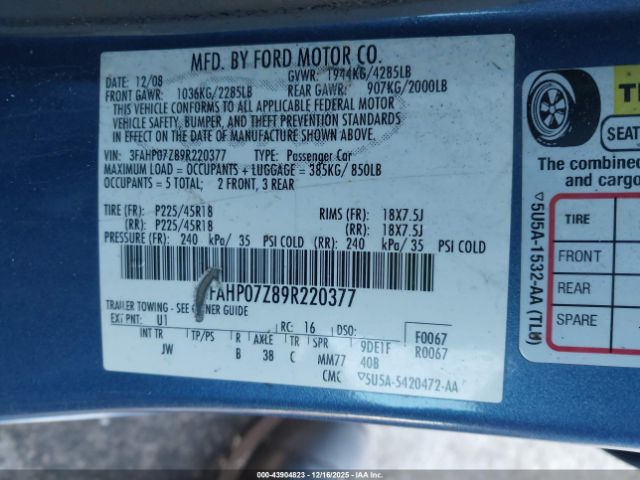 MFD. BY FORD MOTOR CO.
DATE: 12/08
GVWR: 1944KG/4285LB
FRONT GAWR: 1036KG/2285LB
REAR GAWR: 907KG/2000LB
THIS VEHICLE CONFORMS TO ALL APPLICABLE FEDERAL MOTOR
VEHICLE SAFETY, BUMPER, AND THEFT PREVENTION STANDARDS
IN EFFECT ON THE DATE OF MANUFACTURE SHOWN ABOVE.
VIN: 3FAHP07Z89R220377 TYPE: Passenger Car
MAXIMUM LOAD = OCCUPANTS + LUGGAGE = 385KG/850LB
OCCUPANTS = 5 TOTAL; 2 FRONT, 3 REAR
TIRE (FR): P225/45R18 RIMS (FR): 18X7.5J
(RR): P225/45R18 (RR): 18X7.5J
PRESSURE (FR): 240 kPa/35 PSI COLD (RR): 240 kPa/35 PSI COLD
FAHP07Z89R220377
TRAILER TOWING - SEE OWNER GUIDE
EXT PNT: U1 RC: 16 DSO: F0067
INT TR TP/PS R AXLE TR SPR 9DE1F R0067
JW B 38 C MM77 40B
CMC ▽5U5A-5420472-AA
▽5U5A-1532-AA (TLW)
TI
SEAT
The combined
and cargo
TIRE
FRONT
REAR
SPARE
000-43904823 - 12/16/2025 - IAAI.CA